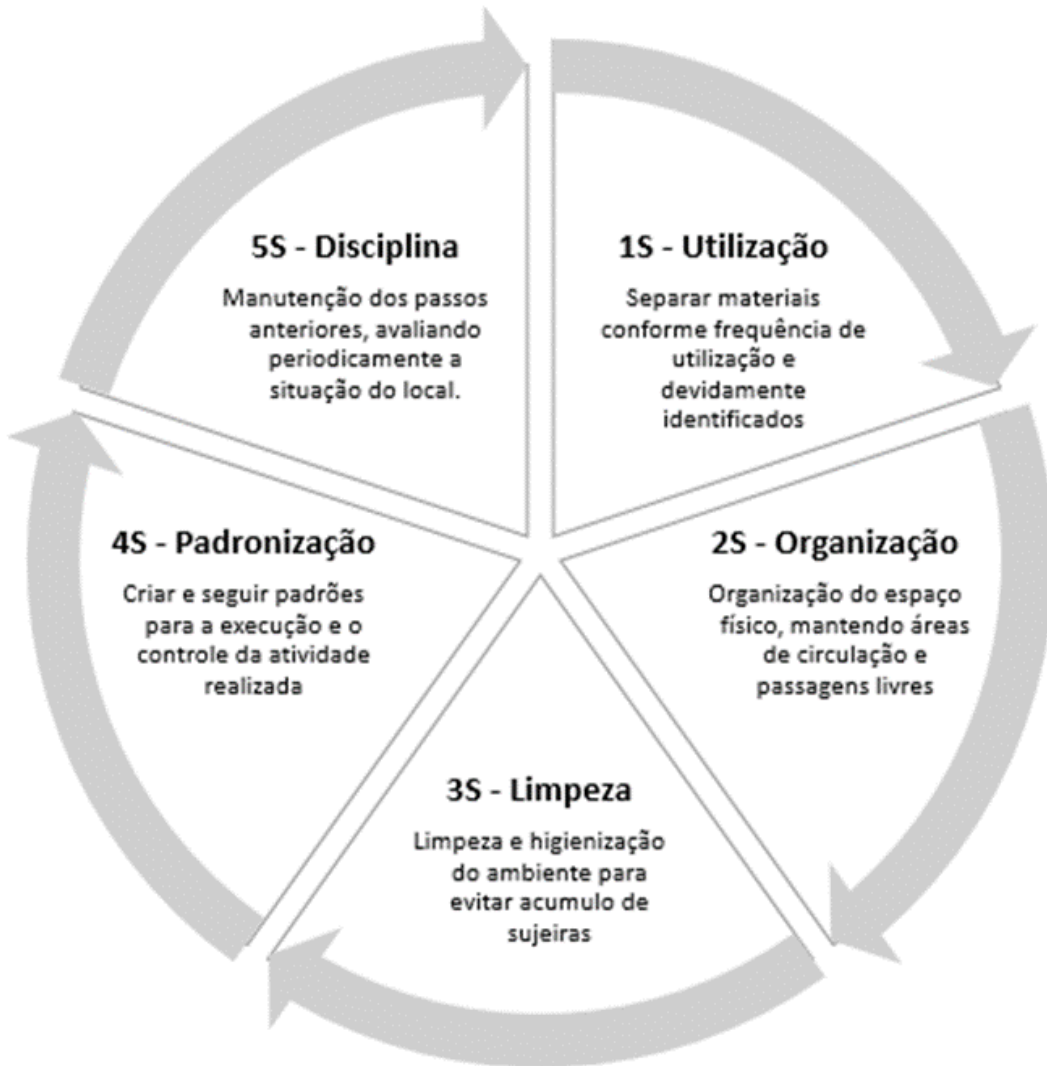 5S - Disciplina
Manutenção dos passos
anteriores, avaliando
periodicamente a
situação do local.
1S - Utilização
Separar materiais
conforme frequência de
utilização e
devidamente
identificados
4S - Padronização
Criar e seguir padrões
para a execução e o
controle da atividade
realizada
2S - Organização
Organização do espaço
físico, mantendo áreas
de circulação e
passagens livres
3S - Limpeza
Limpeza e higienização
do ambiente para
evitar acumulo de
sujeiras